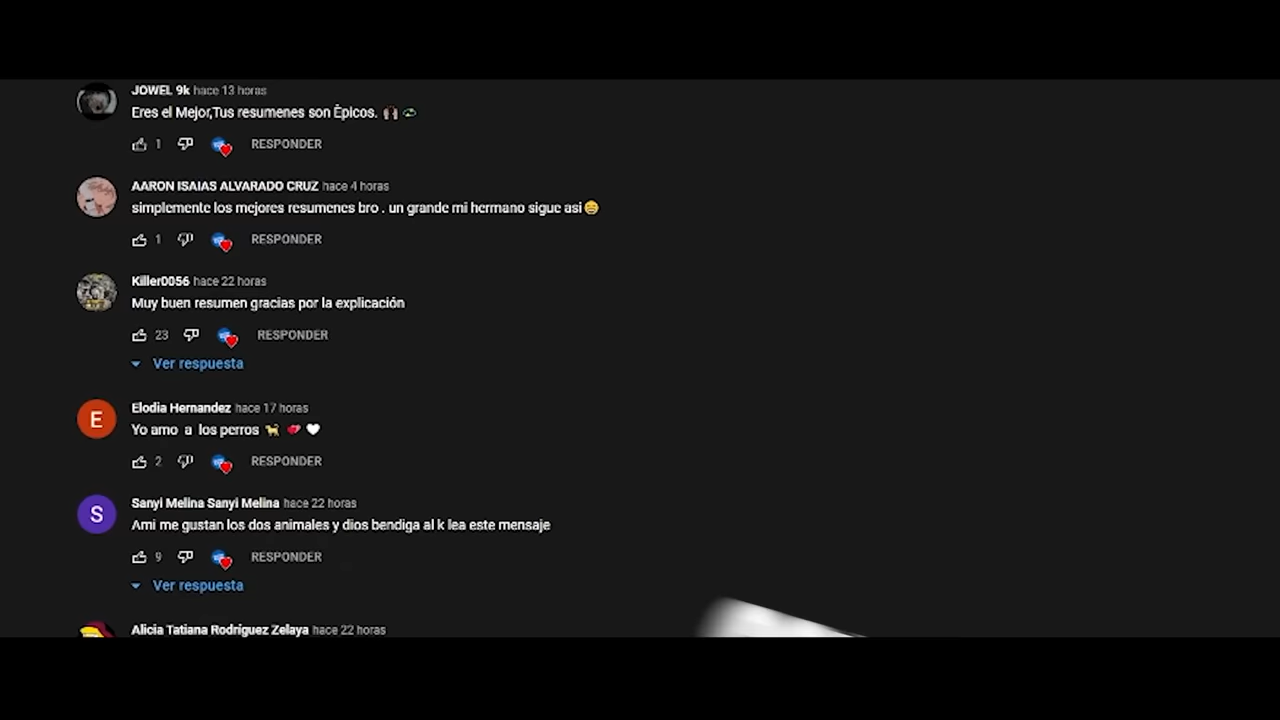 JOWEL 9k hace 13 horas
Eres el Mejor,Tus resumenes son Èpicos.
1 RESPONDER
AARON ISAIAS ALVARADO CRUZ hace 4 horas
simplemente los mejores resumenes bro . un grande mi hermano sigue asi😄
1 RESPONDER
Killer0056 hace 22 horas
Muy buen resumen gracias por la explicación
23 RESPONDER
Ver respuesta
E
Elodia Hernandez hace 17 horas
Yo amo a los perros 🐕 💕 🤍
2 RESPONDER
S
Sanyi Melina Sanyi Melina hace 22 horas
Ami me gustan los dos animales y dios bendiga al k lea este mensaje
9 RESPONDER
Ver respuesta
Alicia Tatiana Rodríguez Zelaya hace 22 horas